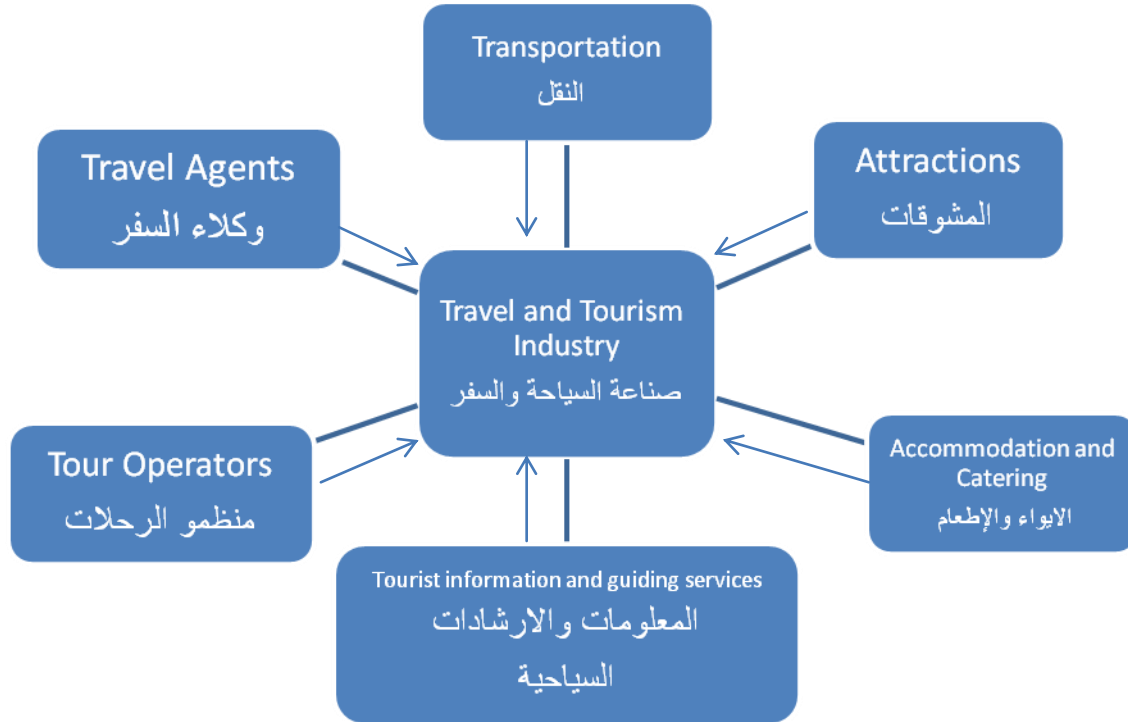 Transportation
النقل
Travel Agents
وكلاء السفر
Attractions
المشوقات
Travel and Tourism
Industry
صناعة السياحة والسفر
Tour Operators
منظمو الرحلات
Accommodation and
Catering
الايواء والإطعام
Tourist information and guiding services
المعلومات والارشادات
السياحية